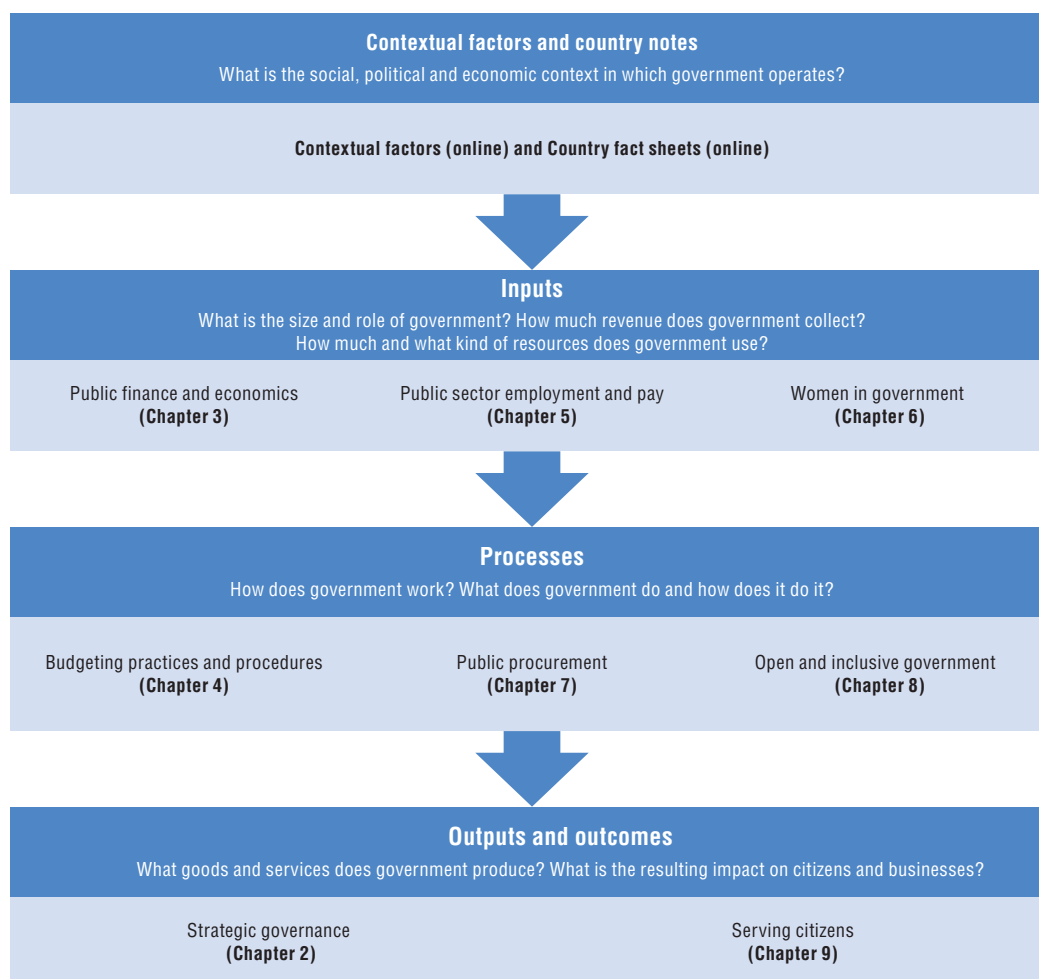 Contextual factors and country notes
What is the social, political and economic context in which government operates?
Contextual factors (online) and Country fact sheets (online)
Inputs
What is the size and role of government? How much revenue does government collect?
How much and what kind of resources does government use?
Public finance and economics
(Chapter 3)
Public sector employment and pay
(Chapter 5)
Women in government
(Chapter 6)
Processes
How does government work? What does government do and how does it do it?
Budgeting practices and procedures
(Chapter 4)
Public procurement
(Chapter 7)
Open and inclusive government
(Chapter 8)
Outputs and outcomes
What goods and services does government produce? What is the resulting impact on citizens and businesses?
Strategic governance
(Chapter 2)
Serving citizens
(Chapter 9)